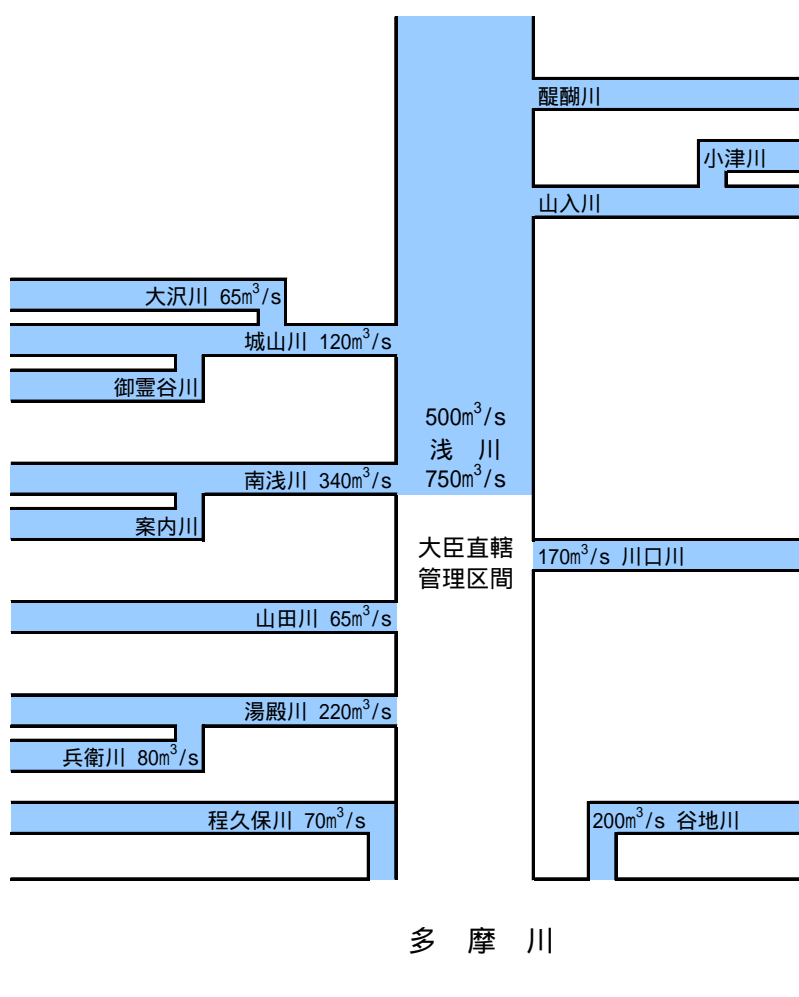 醍醐川
小津川
山入川
大沢川 65m³/s
城山川 120m³/s
御霊谷川
500m³/s
浅 川
750m³/s
南浅川 340m³/s
案内川
大臣直轄
管理区間
170m³/s 川口川
山田川 65m³/s
湯殿川 220m³/s
兵衛川 80m³/s
程久保川 70m³/s
200m³/s 谷地川
多 摩 川